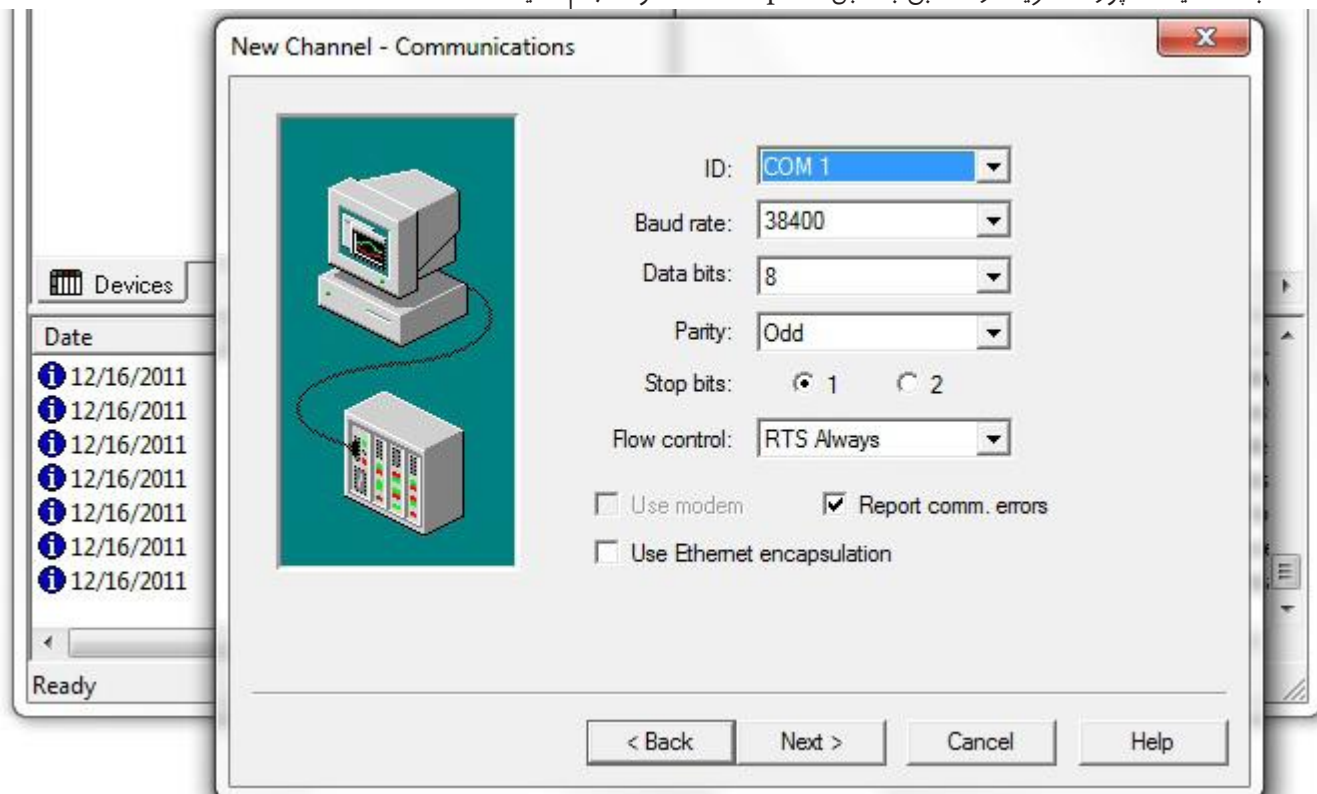 New Channel - Communications
ID: COM 1
Baud rate: 38400
Data bits: 8
Parity: Odd
Stop bits: 1 2
Flow control: RTS Always
Use modem Report comm. errors
Use Ethernet encapsulation
Devices
Date
12/16/2011
12/16/2011
12/16/2011
12/16/2011
12/16/2011
12/16/2011
12/16/2011
Ready
< Back Next > Cancel Help